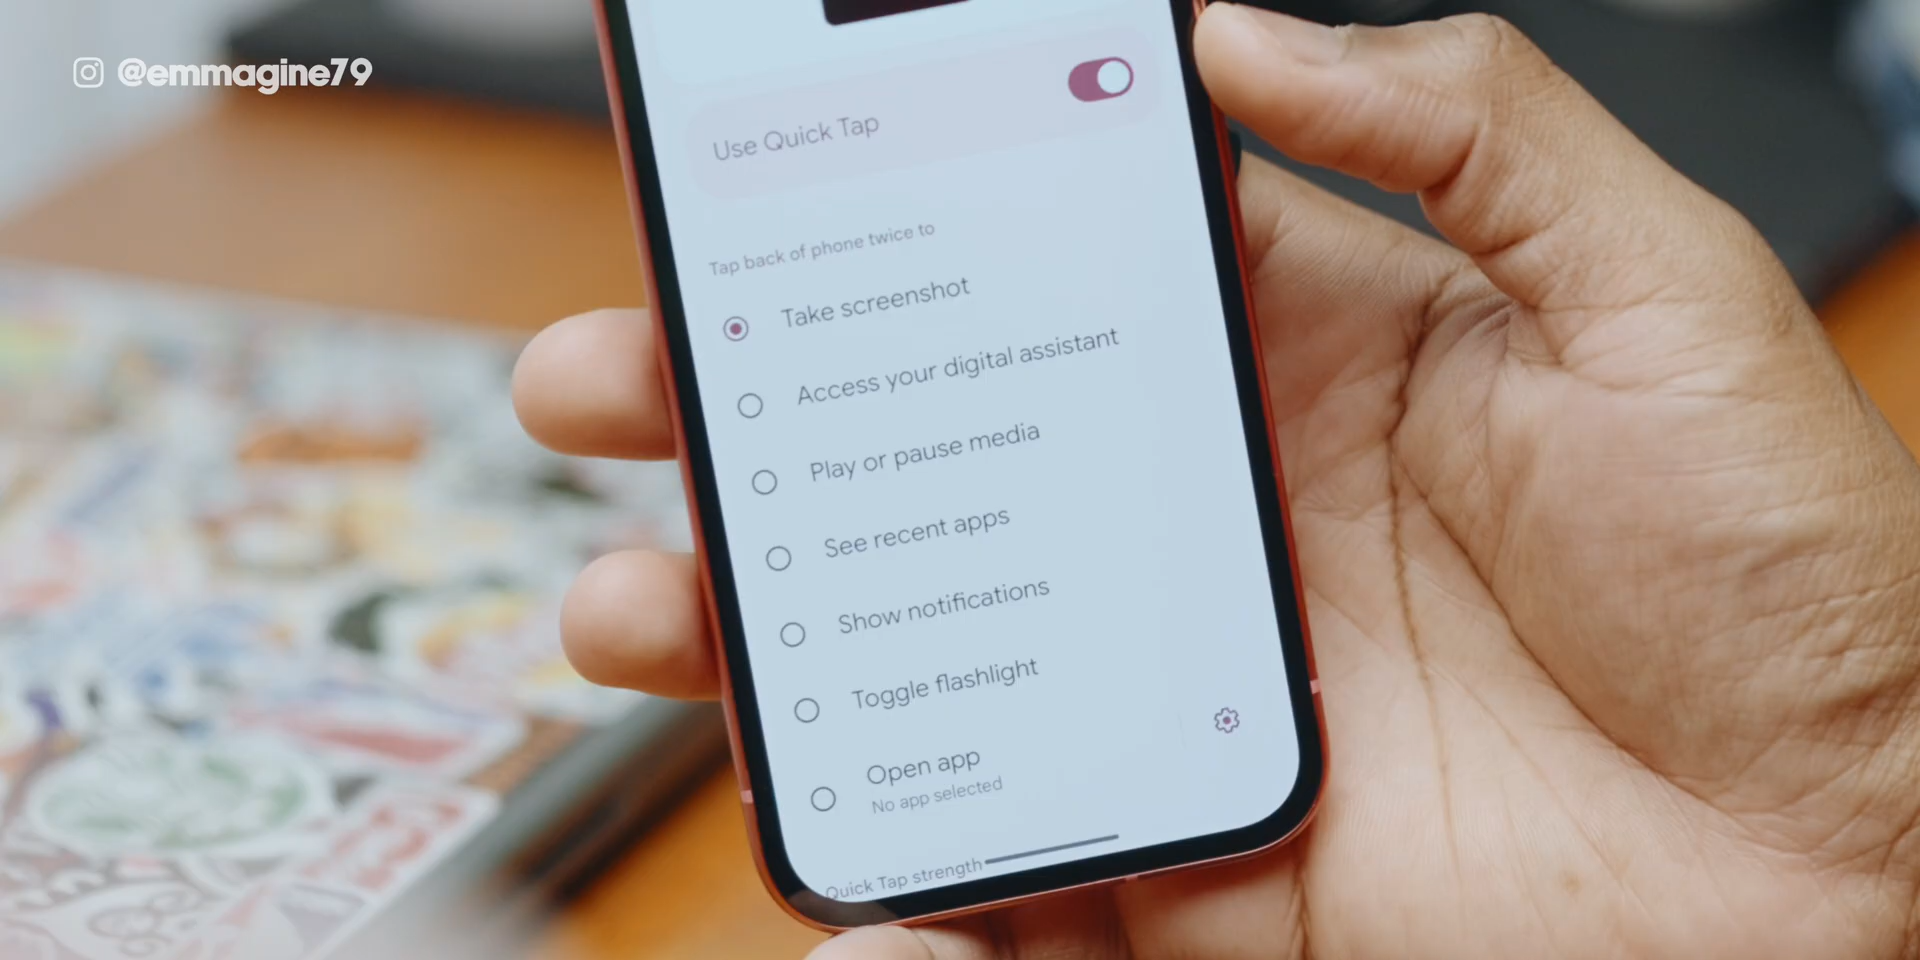 @emmagine79
Use Quick Tap
Tap back of phone twice to
Take screenshot
Access your digital assistant
Play or pause media
See recent apps
Show notifications
Toggle flashlight
Open app
No app selected
Quick Tap strength